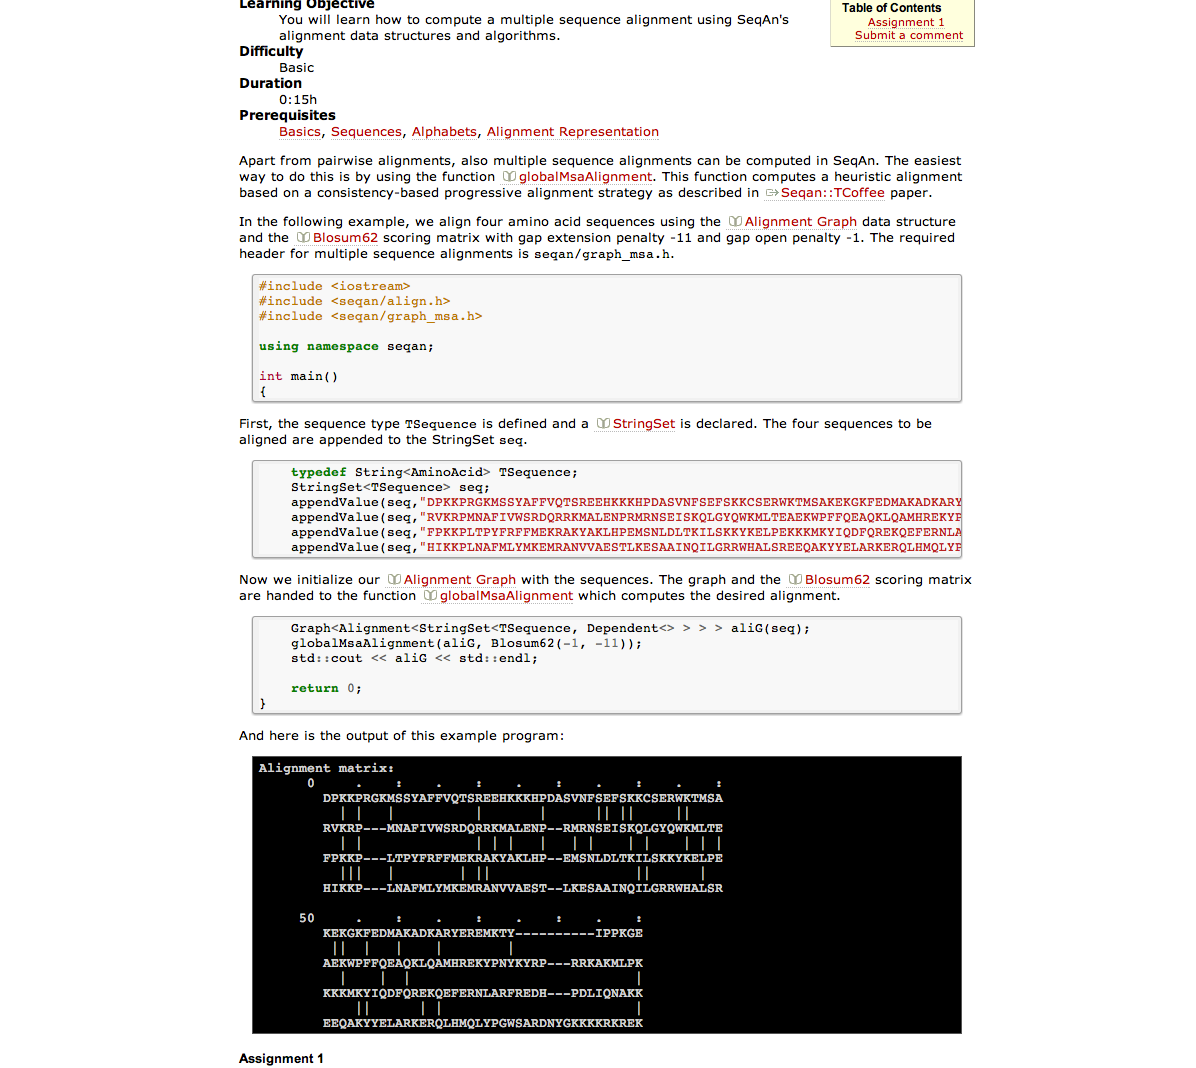 Learning Objective
You will learn how to compute a multiple sequence alignment using SeqAn's
alignment data structures and algorithms.
Difficulty
Basic
Duration
0:15h
Prerequisites
Basics, Sequences, Alphabets, Alignment Representation
Table of Contents
Assignment 1
Submit a comment
Apart from pairwise alignments, also multiple sequence alignments can be computed in SeqAn. The easiest
way to do this is by using the function globalMsaAlignment. This function computes a heuristic alignment
based on a consistency-based progressive alignment strategy as described in Seqan::TCoffee paper.
In the following example, we align four amino acid sequences using the Alignment Graph data structure
and the Blosum62 scoring matrix with gap extension penalty -11 and gap open penalty -1. The required
header for multiple sequence alignments is seqan/graph_msa.h.
#include <iostream>
#include <seqan/align.h>
#include <seqan/graph_msa.h>
using namespace seqan;
int main()
{
First, the sequence type TSequence is defined and a StringSet is declared. The four sequences to be
aligned are appended to the StringSet seq.
typedef String<AminoAcid> TSequence;
StringSet<TSequence> seq;
appendValue(seq,"DPKKPRGKMSSYAFFVQTSREEHKKKHPDASVNFSEFSKKCSERWKTMSAKEKGKFEDMAKADKARY
appendValue(seq,"RVKRPMNAFIVWSRDQRRKMALENPRMRNSEISKQLGYQWKMLTEAEKWPFFQEAQKLQAMHREKYP
appendValue(seq,"FPKKPLTPYFRFFMEKRAKYAKLHPEMSNLDLTKILSKKYKELPEKKKMKYIQDFQREKQEFERNLA
appendValue(seq,"HIKKPLNAFMLYMKEMRANVVAESTLKESAAINQILGRRWHALSREEQAKYYELARKERQLHMQLYP
Now we initialize our Alignment Graph with the sequences. The graph and the Blosum62 scoring matrix
are handed to the function globalMsaAlignment which computes the desired alignment.
Graph<Alignment<StringSet<TSequence, Dependent<> > > > aliG(seq);
globalMsaAlignment(aliG, Blosum62(-1, -11));
std::cout << aliG << std::endl;
return 0;
}
And here is the output of this example program:
Alignment matrix:
0 . : . : . : . : . :
DPKKPRGKMSSYAFFVQTSREEHKKKHPDASVNFSEFSKKCSERWKTMSA
| | | | | || || ||
RVKRP---MNAFIVWSRDQRRKMALENP--RMRNSEISKQLGYQWKMLTE
| | | | | | | | | | | | |
FPKKP---LTPYFRFFMEKRAKYAKLHP--EMSNLDLTKILSKKYKELPE
||| | | || || |
HIKKP---LNAFMLYMKEMRANVVAEST--LKESAAINQILGRRWHALSR
50 . : . : . : . :
KEKGKFEDMAKADKARYEREMKTY----------IPPKGE
|| | | | |
AEKWPFFQEAQKLQAMHREKYPNYKYRP---RRKAKMLPK
| | | |
KKKMKYIQDFQREKQEFERNLARFREDH---PDLIQNAKK
|| | | |
EEQAKYYELARKERQLHMQLYPGWSARDNYGKKKKRKREK
Assignment 1